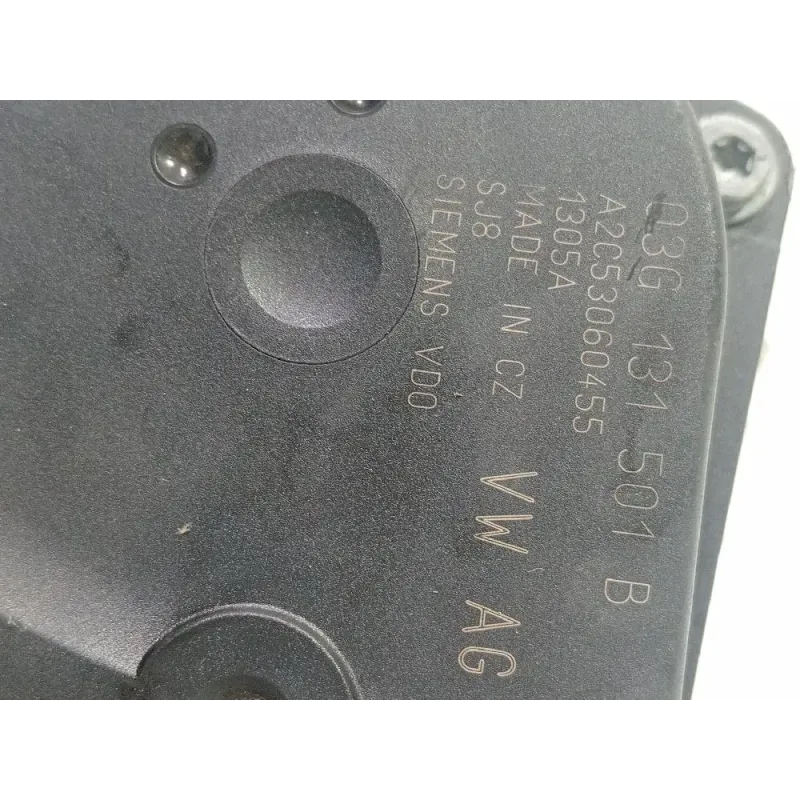 03G 131 501 B
A2C53060455
1305A
MADE IN CZ
SJ8
SIEMENS VDO
VW AG